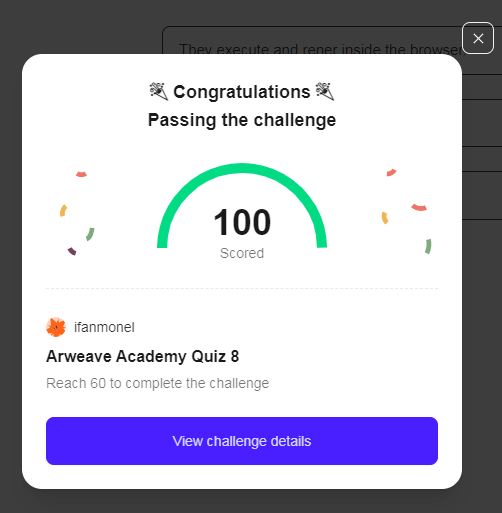 They execute and rener inside the browser
Congratulations
Passing the challenge
100
Scored
ifanmonel
Arweave Academy Quiz 8
Reach 60 to complete the challenge
View challenge details